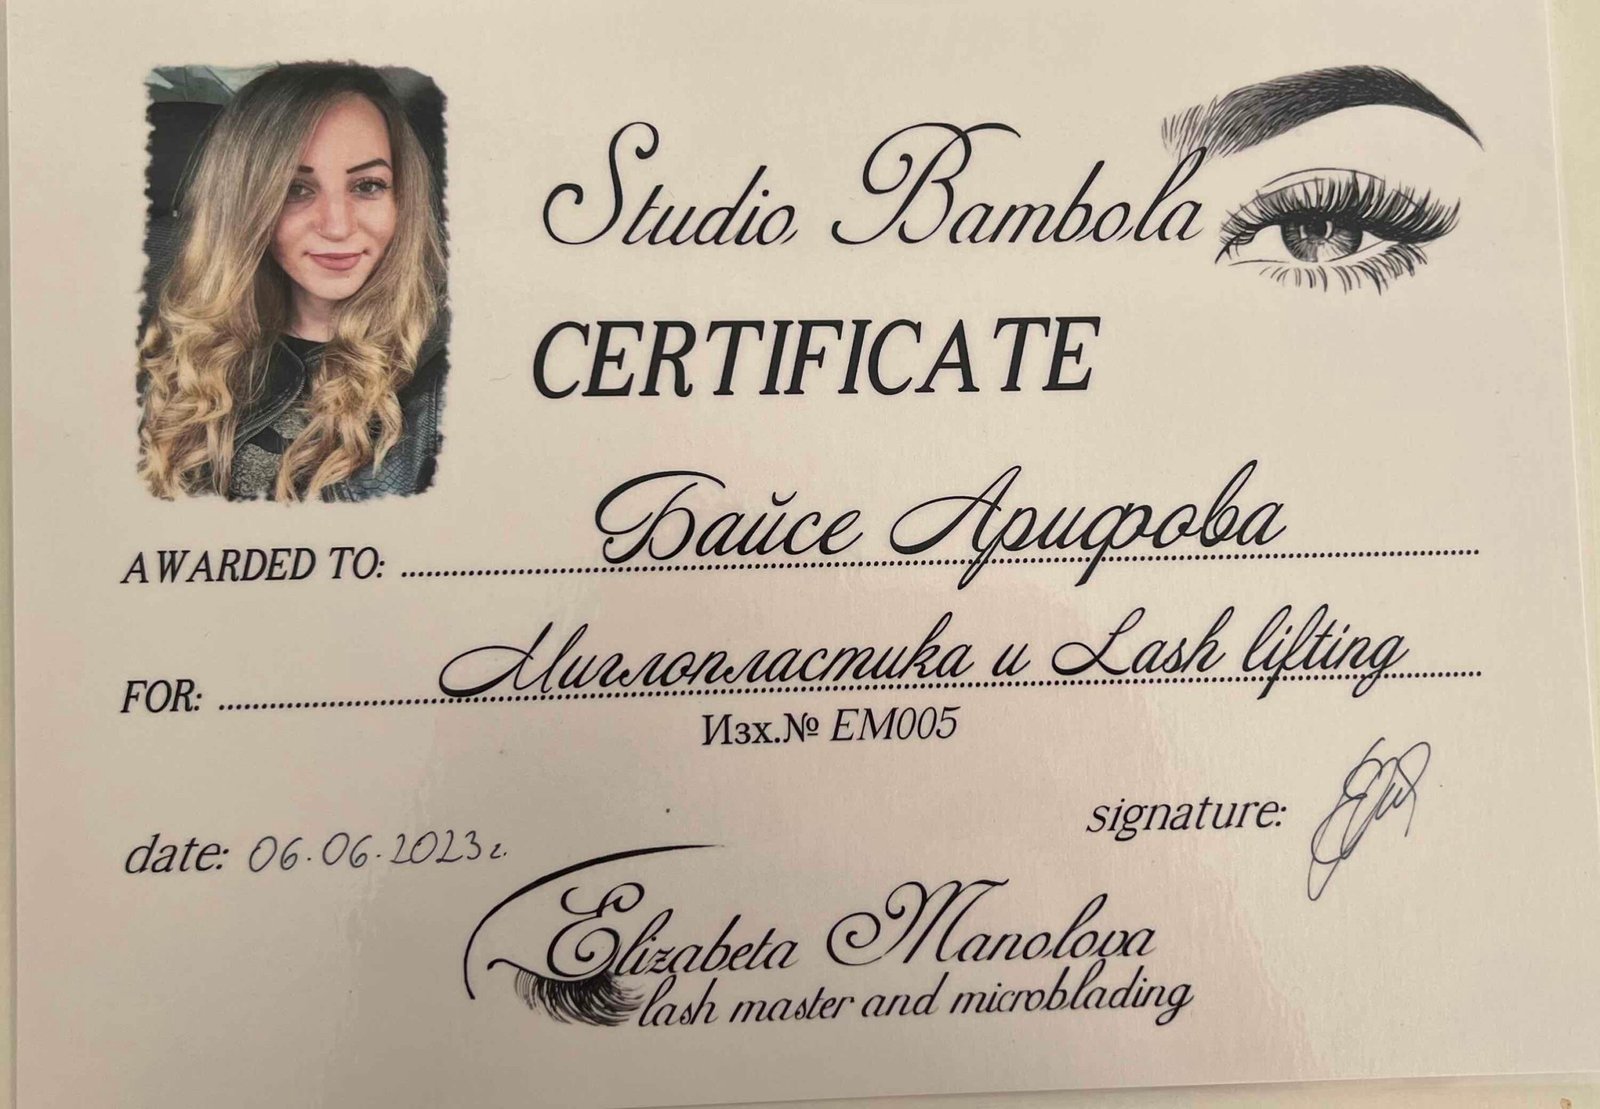 Studio Bambola
CERTIFICATE
AWARDED TO: Байсе Арифова
FOR: Миглопластика и Lash lifting
Изх.№ EM005
signature:
date: 06.06.2023г.
Elizabeta Manolova
lash master and microblading